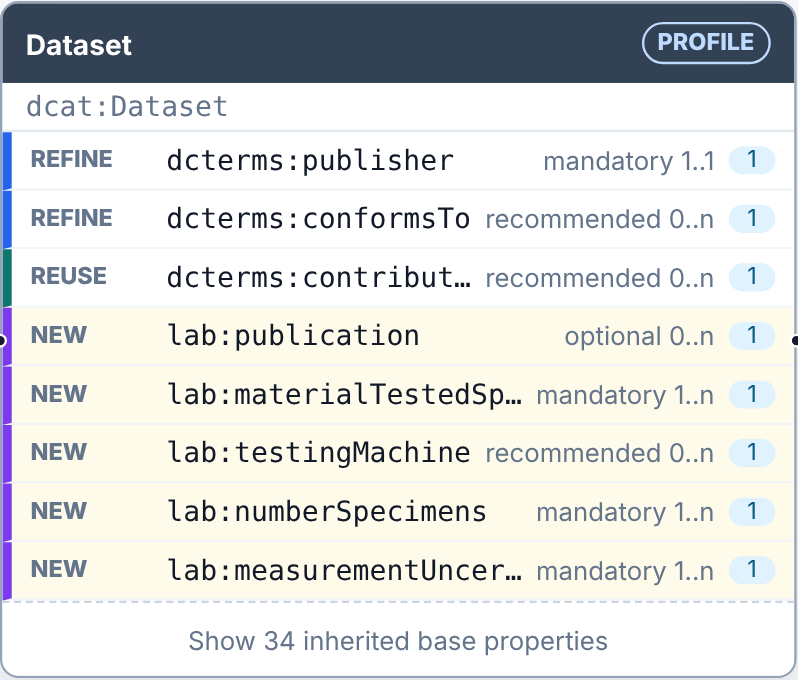 Dataset PROFILE
dcat:Dataset
REFINE dcterms:publisher mandatory 1..1 1
REFINE dcterms:conformsTo recommended 0..n 1
REUSE dcterms:contribut… recommended 0..n 1
NEW lab:publication optional 0..n 1
NEW lab:materialTestedSp… mandatory 1..n 1
NEW lab:testingMachine recommended 0..n 1
NEW lab:numberSpecimens mandatory 1..n 1
NEW lab:measurementUncer… mandatory 1..n 1
Show 34 inherited base properties